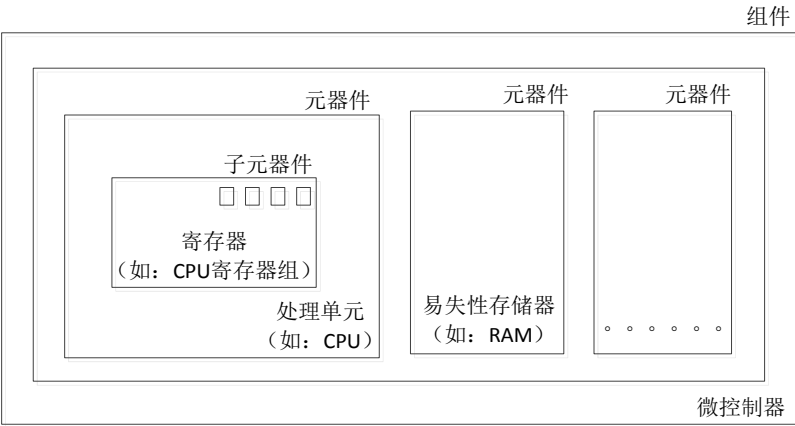 组件
元器件
元器件
元器件
子元器件
寄存器
（如：CPU寄存器组）
处理单元
（如：CPU）
易失性存储器
（如：RAM）
。。。。。。
微控制器